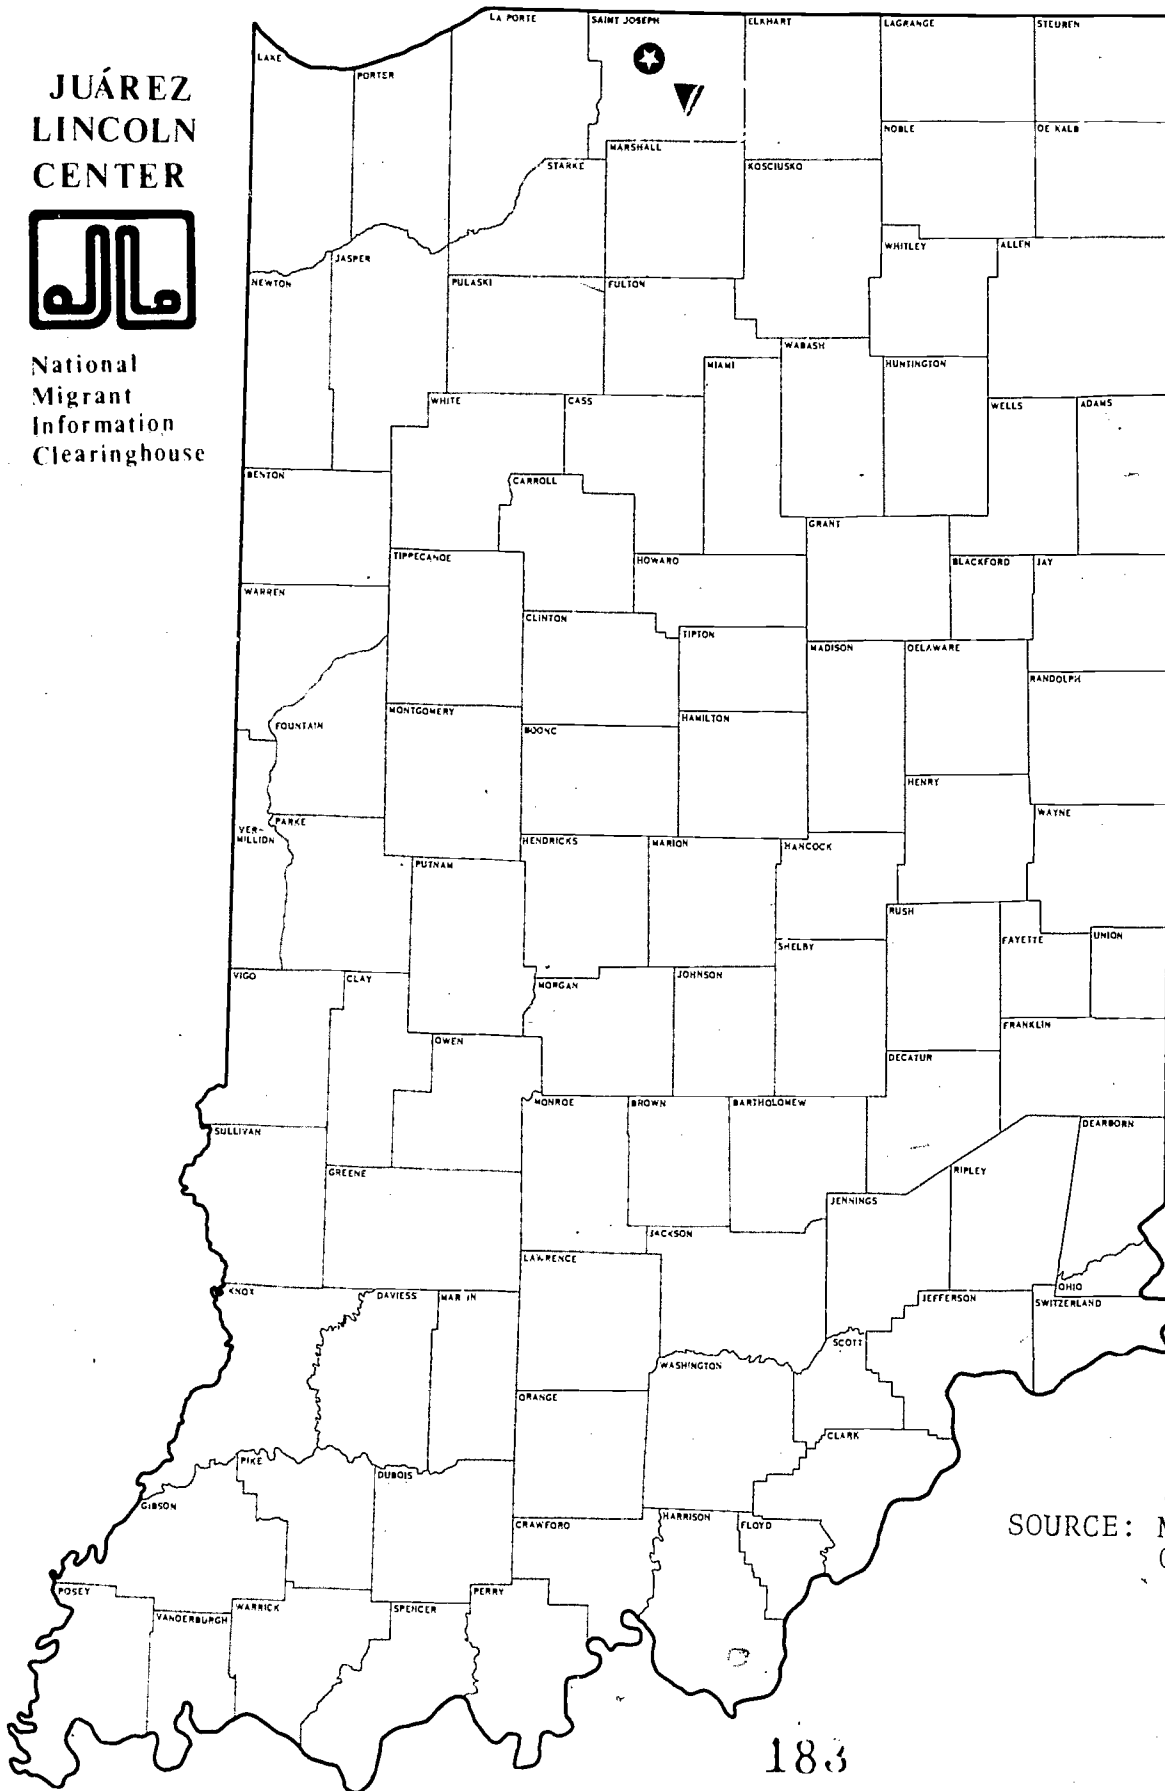 JUÁREZ
LINCOLN
CENTER
National
Migrant
Information
Clearinghouse
LAKE
PORTER
LA PORTE
SAINT JOSEPH
ELKHART
LAGRANGE
STEUBEN
NOBLE
DE KALB
MARSHALL
STARKE
KOSCIUSKO
WHITLEY
ALLEN
NEWTON
JASPER
PULASKI
FULTON
WABASH
MIAMI
HUNTINGTON
WHITE
CASS
WELLS
ADAMS
BENTON
CARROLL
GRANT
TIPPECANOE
HOWARD
BLACKFORD
JAY
WARREN
CLINTON
TIPTON
MADISON
DELAWARE
RANDOLPH
FOUNTAIN
MONTGOMERY
BOONE
HAMILTON
HENRY
WAYNE
VER-
MILLION
PARKE
PUTNAM
HENDRICKS
MARION
HANCOCK
RUSH
FAYETTE
UNION
SHELBY
VIGO
CLAY
MORGAN
JOHNSON
FRANKLIN
OWEN
DECATUR
MONROE
BROWN
BARTHOLOMEW
DEARBORN
SULLIVAN
GREENE
RIPLEY
JENNINGS
JACKSON
LAWRENCE
KNOX
DAVIESS
MAR IN
JEFFERSON
OHIO
SWITZERLAND
SCOTT
WASHINGTON
ORANGE
CLARK
PIKE
DUBOIS
GIBSON
CRAWFORD
HARRISON
FLOYD
SOURCE:
POSEY
VANDERBURGH
WARRICK
SPENCER
PERRY
183